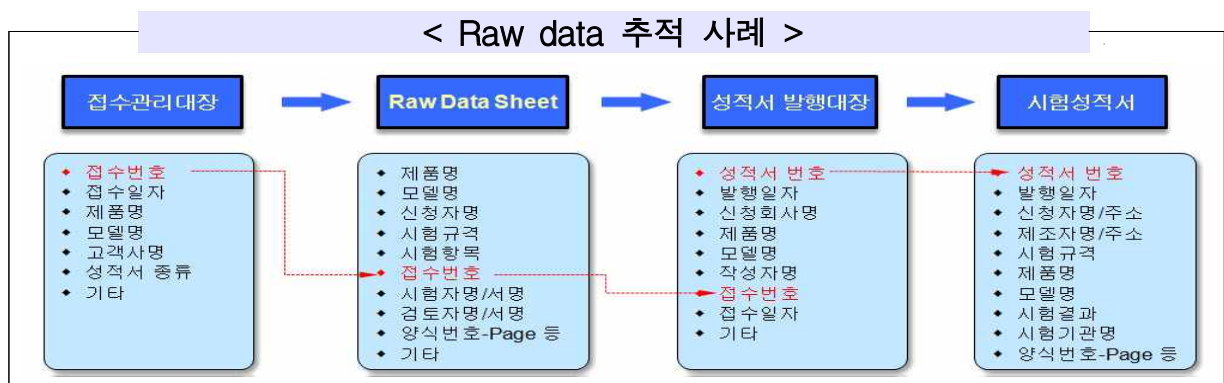 < Raw data 추적 사례 >
접수관리대장
Raw Data Sheet
성적서 발행대장
시험성적서
접수번호
접수일자
제품명
모델명
고객사명
성적서 종류
기타
제품명
모델명
신청자명
시험규격
시험항목
접수번호
시험자명/서명
검토자명/서명
양식번호-Page 등
기타
성적서 번호
발행일자
신청회사명
제품명
모델명
작성자명
접수번호
접수일자
기타
성적서 번호
발행일자
신청자명/주소
제조자명/주소
시험규격
제품명
모델명
시험결과
시험기관명
양식번호-Page 등